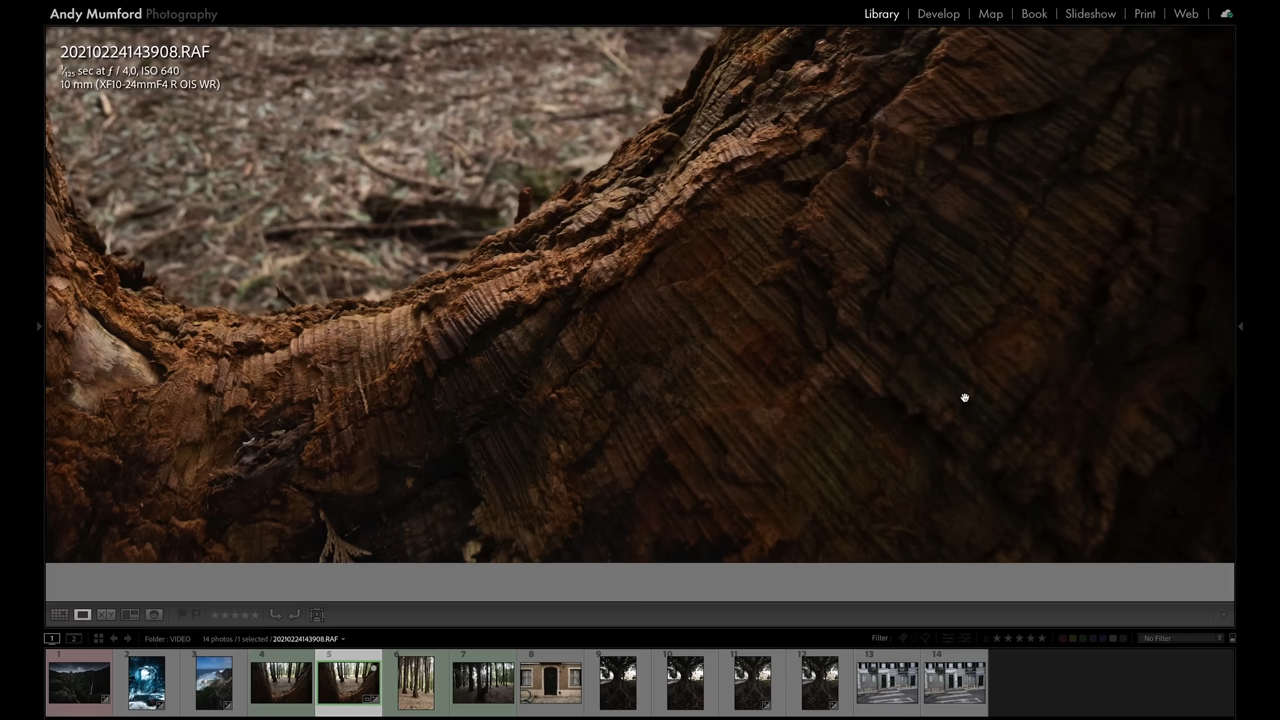 Andy Mumford Photography
Library | Develop | Map | Book | Slideshow | Print | Web |
20210224143908.RAF
1/125 sec at ƒ / 4,0, ISO 640
10 mm (XF10-24mmF4 R OIS WR)
X|Y
1 2 Folder : VIDEO 14 photos / 1 selected / 20210224143908.RAF
Filter : No Filter
1 2 3 4 5 6 7 8 9 10 11 12 13 14